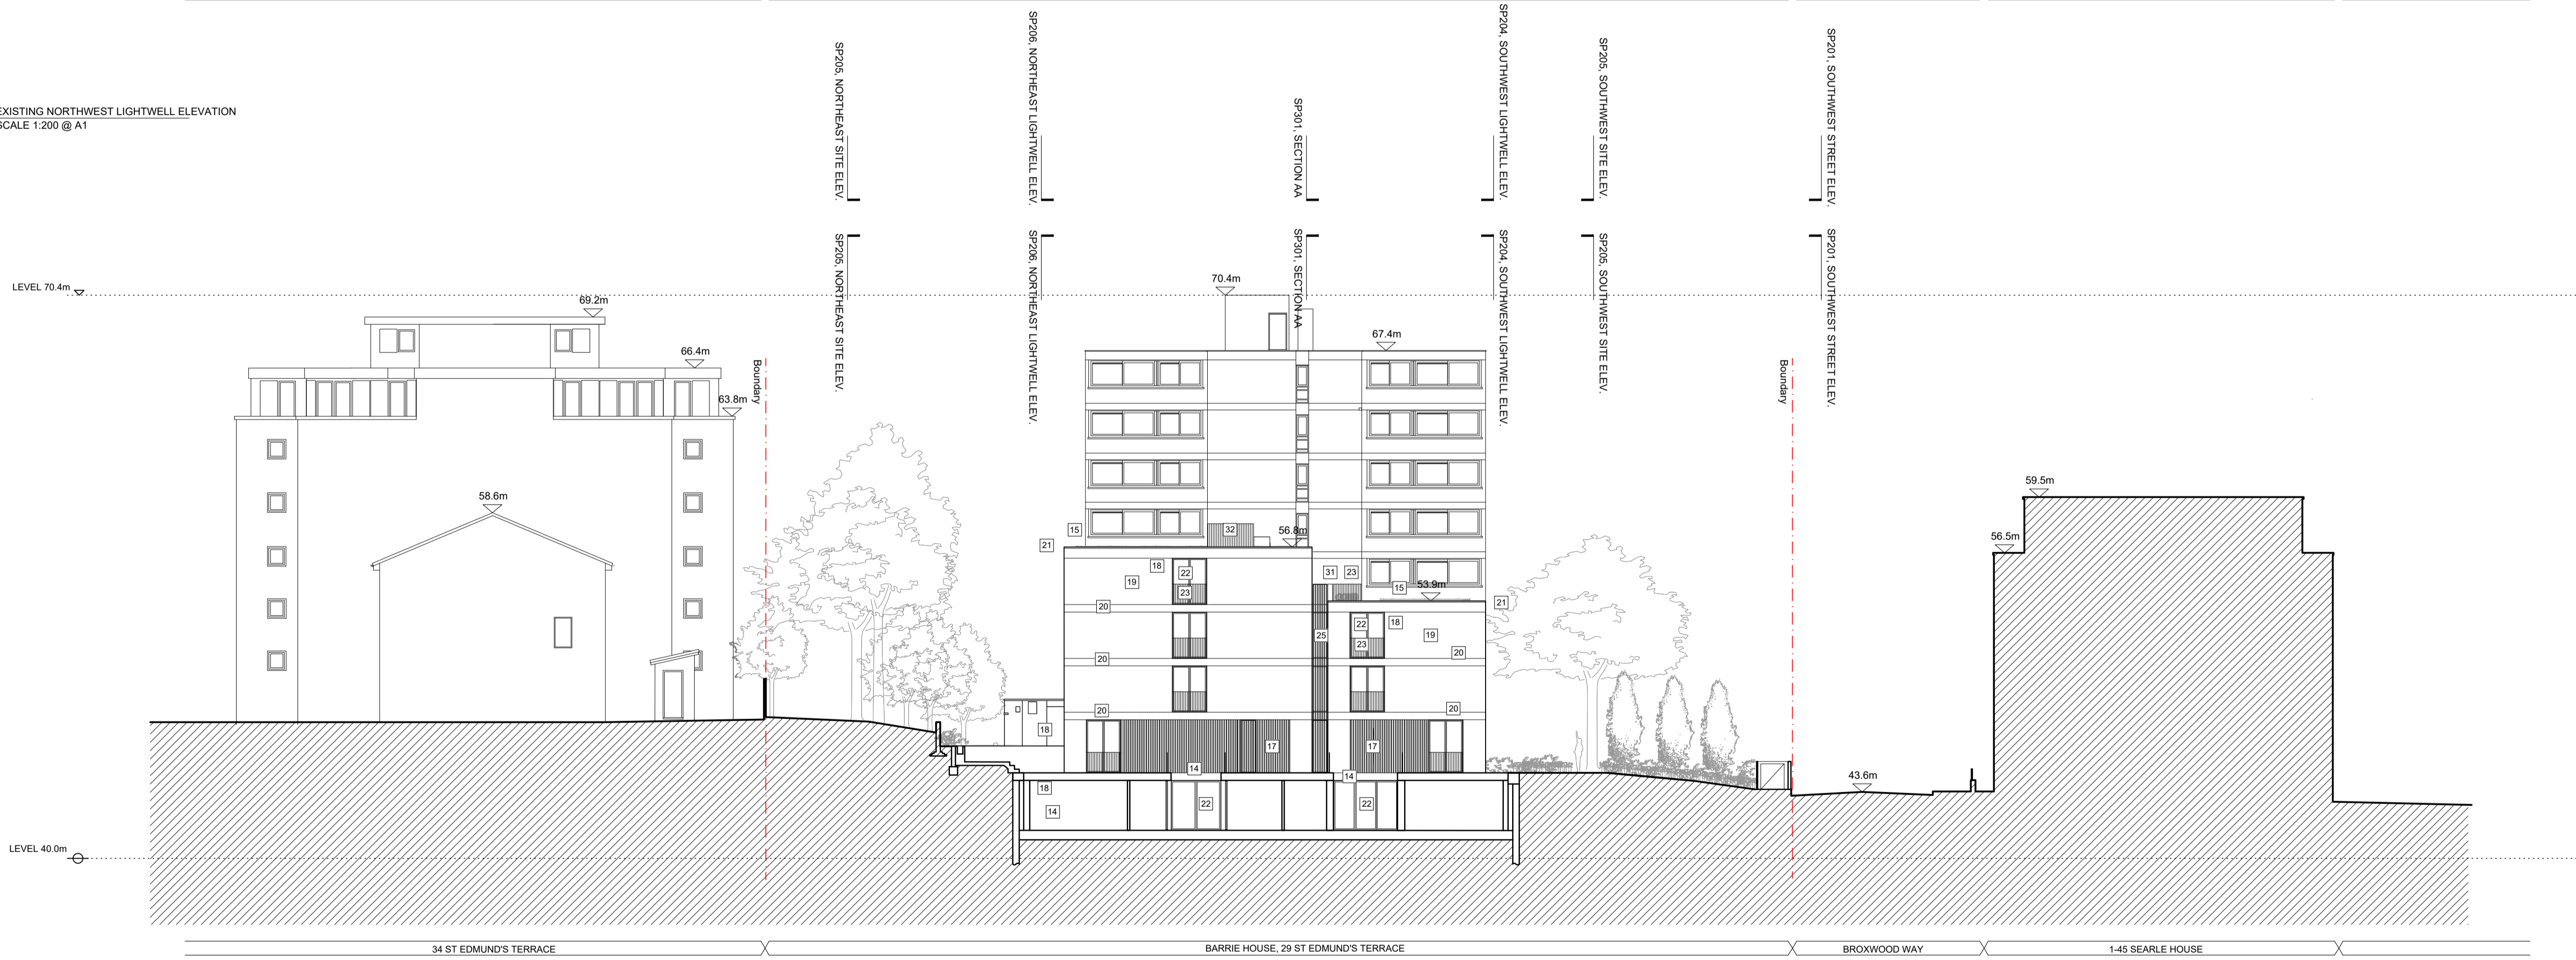 SP205, NORTHEAST SITE ELEV.
SP206, NORTHEAST LIGHTWELL ELEV.
SP301, SECTION AA
SP204, SOUTHWEST LIGHTWELL ELEV.
SP205, SOUTHWEST SITE ELEV.
SP201, SOUTHWEST STREET ELEV.
EXISTING NORTHWEST LIGHTWELL ELEVATION
SCALE 1:200 @ A1
SP205, NORTHEAST SITE ELEV.
SP206, NORTHEAST LIGHTWELL ELEV.
SP301, SECTION AA
SP204, SOUTHWEST LIGHTWELL ELEV.
SP205, SOUTHWEST SITE ELEV.
SP201, SOUTHWEST STREET ELEV.
LEVEL 70.4m
70.4m
69.2m
67.4m
66.4m
Boundary
Boundary
63.8m
59.5m
58.6m
15
32
56.8m
56.5m
21
18
22
31
23
19
23
15
53.9m
20
21
22
18
25
19
23
20
20
20
20
18
17
17
14
14
43.6m
18
14
22
22
LEVEL 40.0m
34 ST EDMUND'S TERRACE
BARRIE HOUSE, 29 ST EDMUND'S TERRACE
BROXWOOD WAY
1-45 SEARLE HOUSE